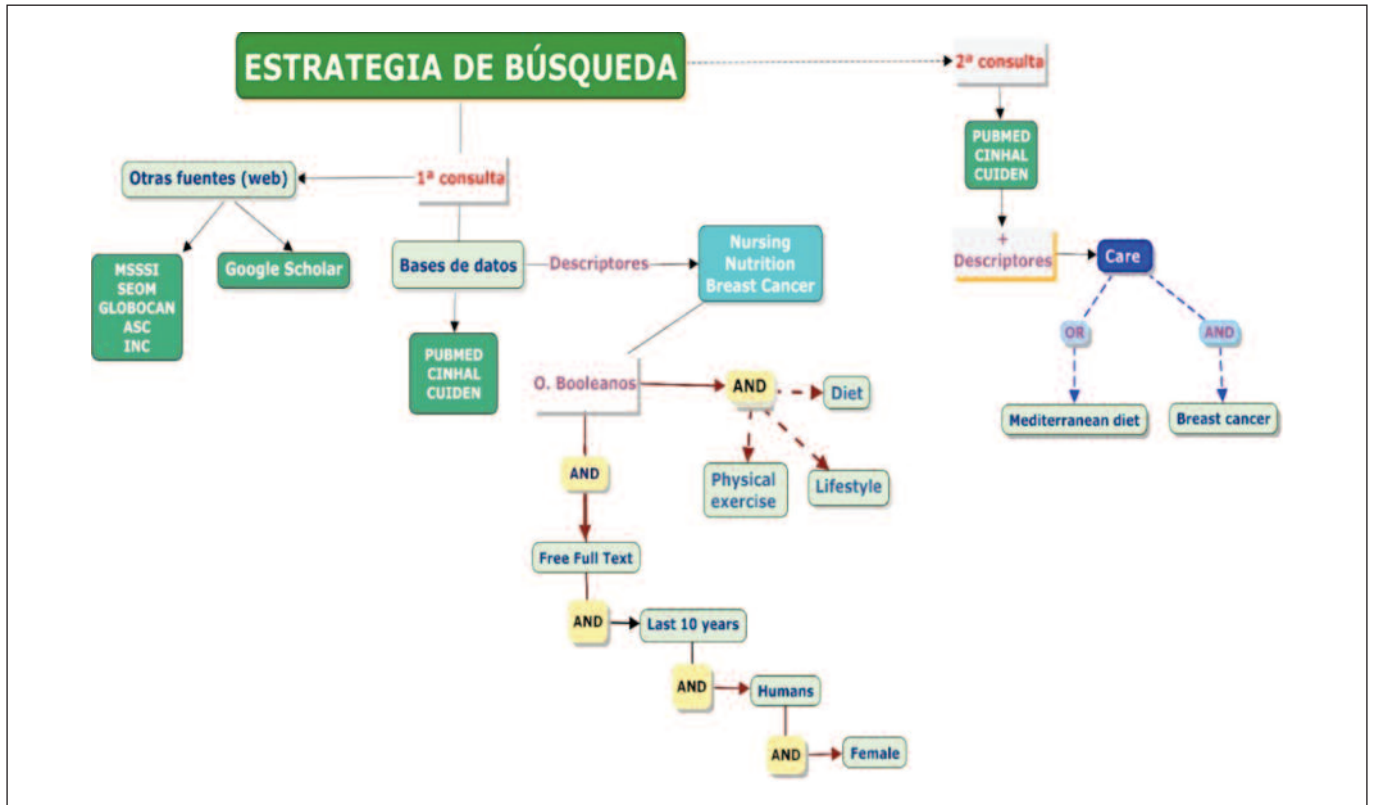 ESTRATEGIA DE BÚSQUEDA
2ª consulta
PUBMED
CINHAL
CUIDEN
Otras fuentes (web)
1ª consulta
MSSSI
SEOM
GLOBOCAN
ASC
INC
Google Scholar
Bases de datos
Descriptores
Nursing
Nutrition
Breast Cancer
+
Descriptores
Care
OR
AND
Mediterranean diet
Breast cancer
PUBMED
CINHAL
CUIDEN
O. Booleanos
AND
Diet
Physical
exercise
Lifestyle
AND
Free Full Text
AND
Last 10 years
AND
Humans
AND
Female